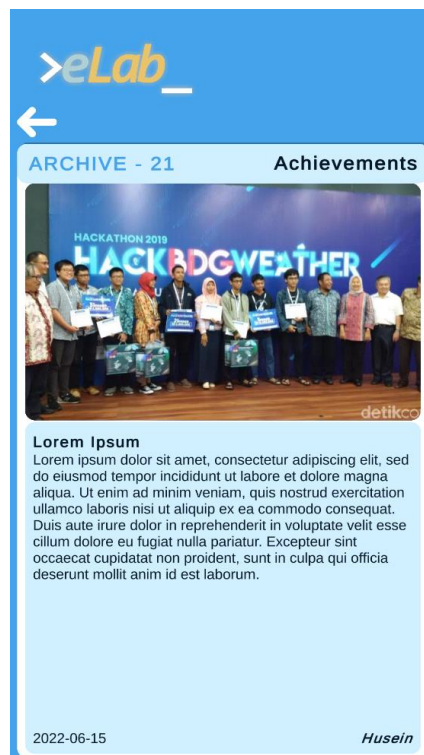 >eLab_
ARCHIVE - 21
Achievements
HACKATHON 2019
HACKBDGWEATHER
detikco
Lorem Ipsum
Lorem ipsum dolor sit amet, consectetur adipiscing elit, sed
do eiusmod tempor incididunt ut labore et dolore magna
aliqua. Ut enim ad minim veniam, quis nostrud exercitation
ullamco laboris nisi ut aliquip ex ea commodo consequat.
Duis aute irure dolor in reprehenderit in voluptate velit esse
cillum dolore eu fugiat nulla pariatur. Excepteur sint
occaecat cupidatat non proident, sunt in culpa qui officia
deserunt mollit anim id est laborum.
2022-06-15
Husein